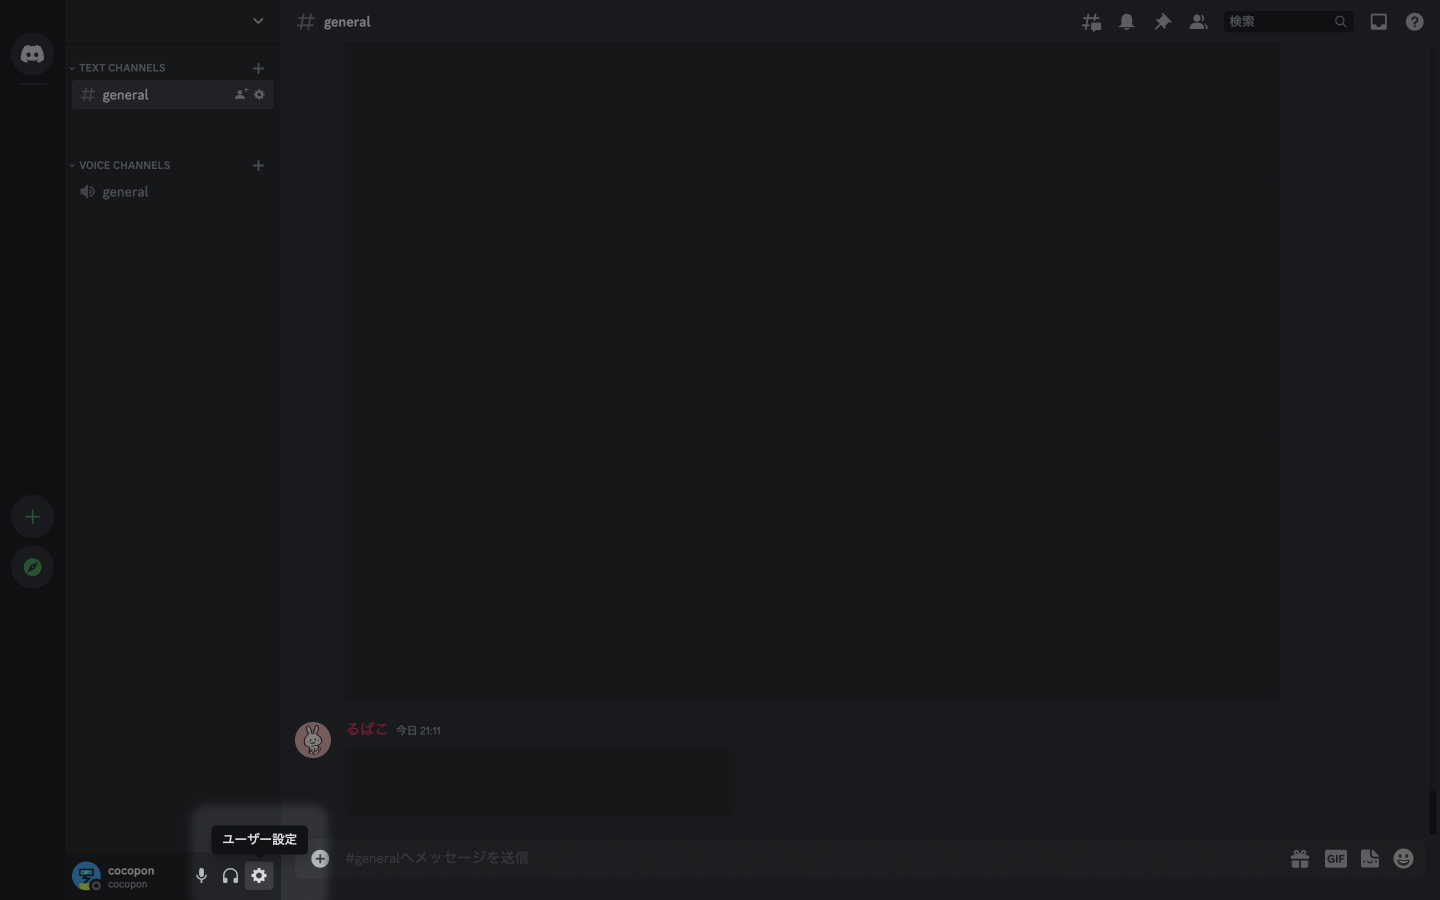 general
検索
TEXT CHANNELS
general
VOICE CHANNELS
general
るぱこ 今日 21:11
ユーザー設定
#generalへメッセージを送信
GIF
cocopon
cocopon